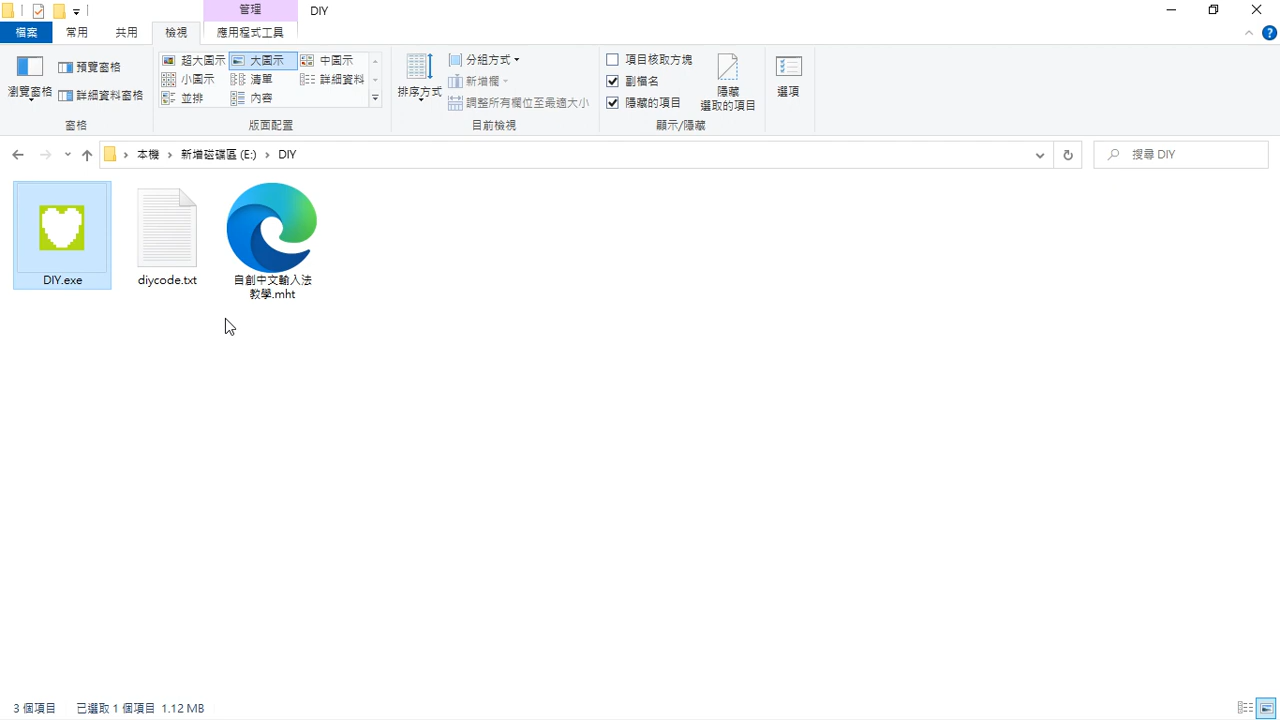 管理
DIY
檔案
常用
共用
檢視
應用程式工具
瀏覽窗格
預覽窗格
詳細資料窗格
窗格
超大圖示
大圖示
中圖示
小圖示
清單
詳細資料
並排
內容
版面配置
排序方式
分組方式
新增欄
調整所有欄位至最適大小
目前檢視
項目核取方塊
副檔名
隱藏的項目
隱藏
選取的項目
顯示/隱藏
選項
本機
新增磁碟區 (E:)
DIY
搜尋 DIY
DIY.exe
diycode.txt
自創中文輸入法
教學.mht
3 個項目
已選取 1 個項目 1.12 MB